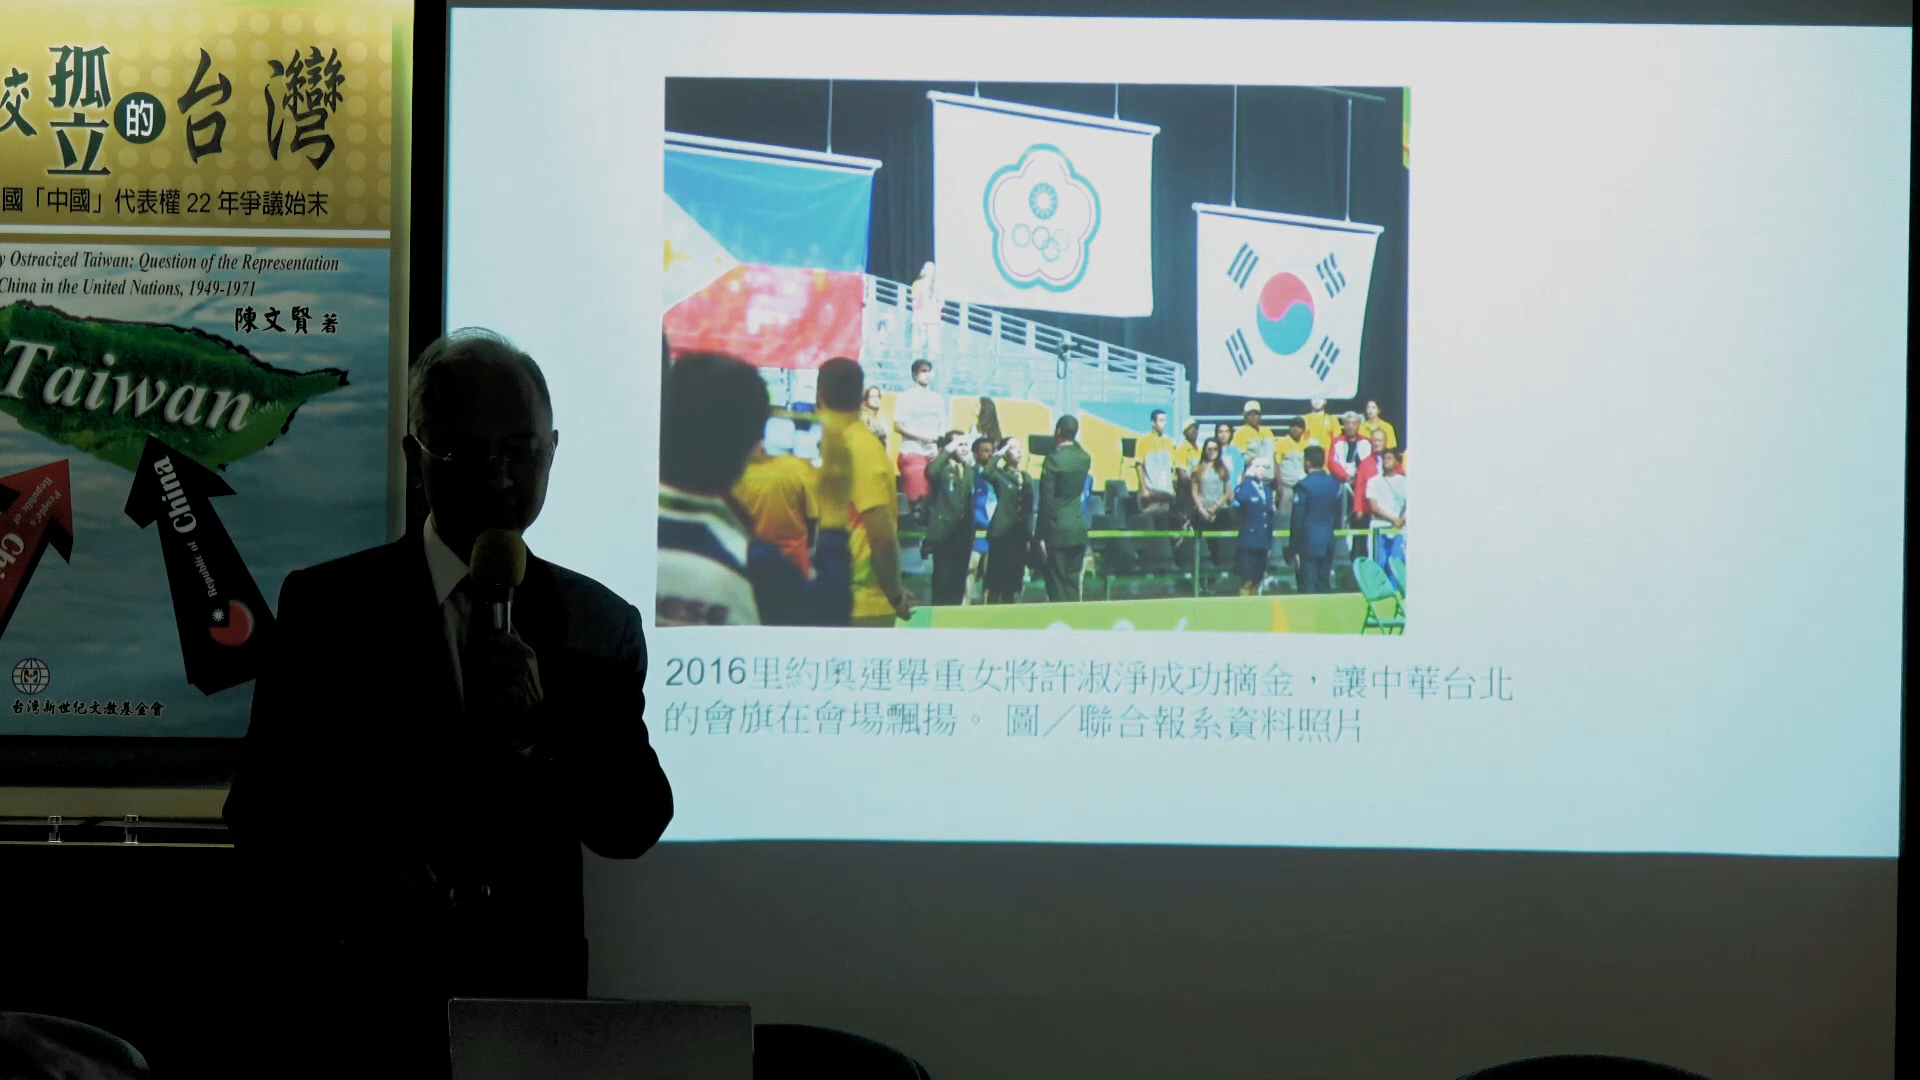 孤立的台灣
國「中國」代表權 22 年爭議始末
Ostracized Taiwan: Question of the Representation
China in the United Nations, 1949-1971
陳文賢 著
Taiwan
People's Republic of
Republic of China
台灣新世紀文教基金會
2016里約奧運舉重女將許淑淨成功摘金，讓中華台北
的會旗在會場飄揚。 圖／聯合報系資料照片